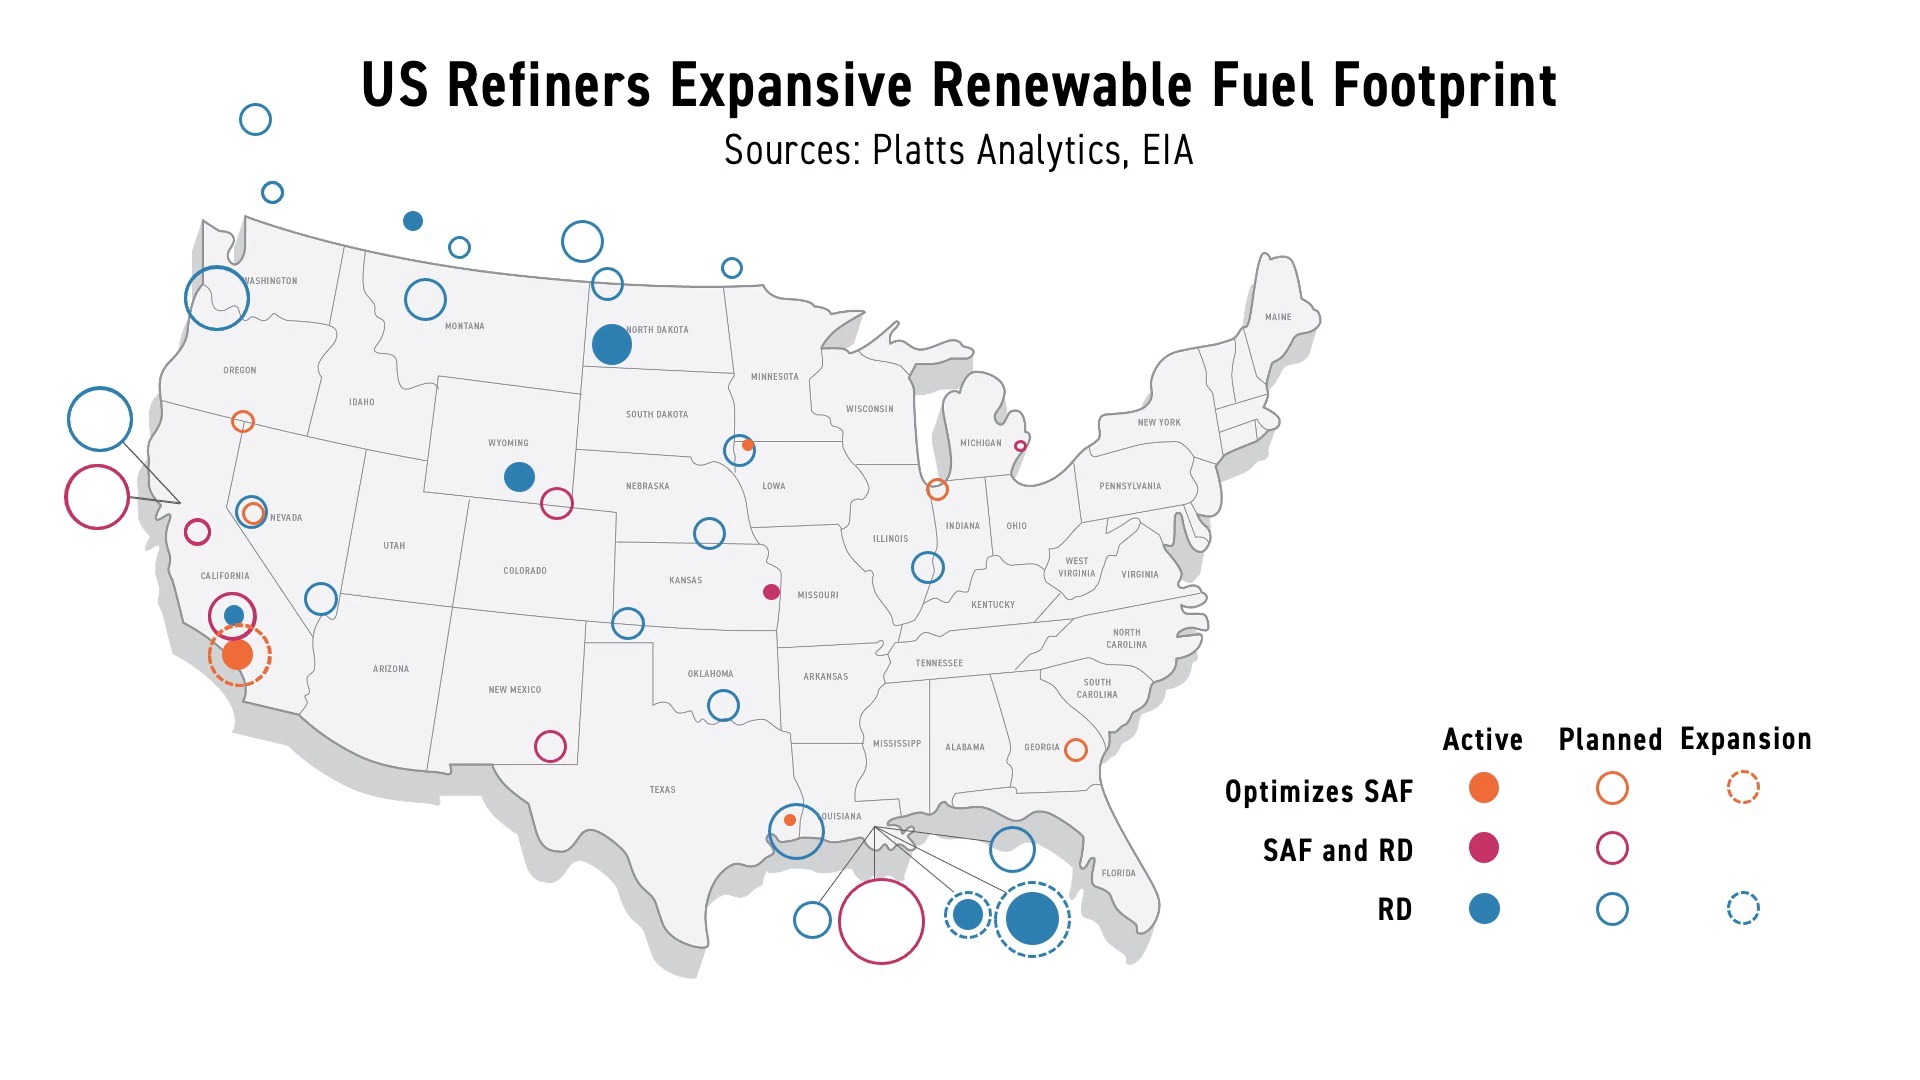 US Refiners Expansive Renewable Fuel Footprint
Sources: Platts Analytics, EIA
WASHINGTON
MONTANA
NORTH DAKOTA
MAINE
OREGON
IDAHO
MINNESOTA
WISCONSIN
SOUTH DAKOTA
NEW YORK
WYOMING
MICHIGAN
NEBRASKA
IOWA
PENNSYLVANIA
NEVADA
INDIANA
OHIO
ILLINOIS
UTAH
COLORADO
WEST
VIRGINIA
VIRGINIA
CALIFORNIA
KANSAS
MISSOURI
KENTUCKY
NORTH
CAROLINA
TENNESSEE
ARIZONA
OKLAHOMA
ARKANSAS
NEW MEXICO
SOUTH
CAROLINA
MISSISSIPP
ALABAMA
GEORGIA
TEXAS
OUISIANA
FLORIDA
Active Planned Expansion
Optimizes SAF
SAF and RD
RD